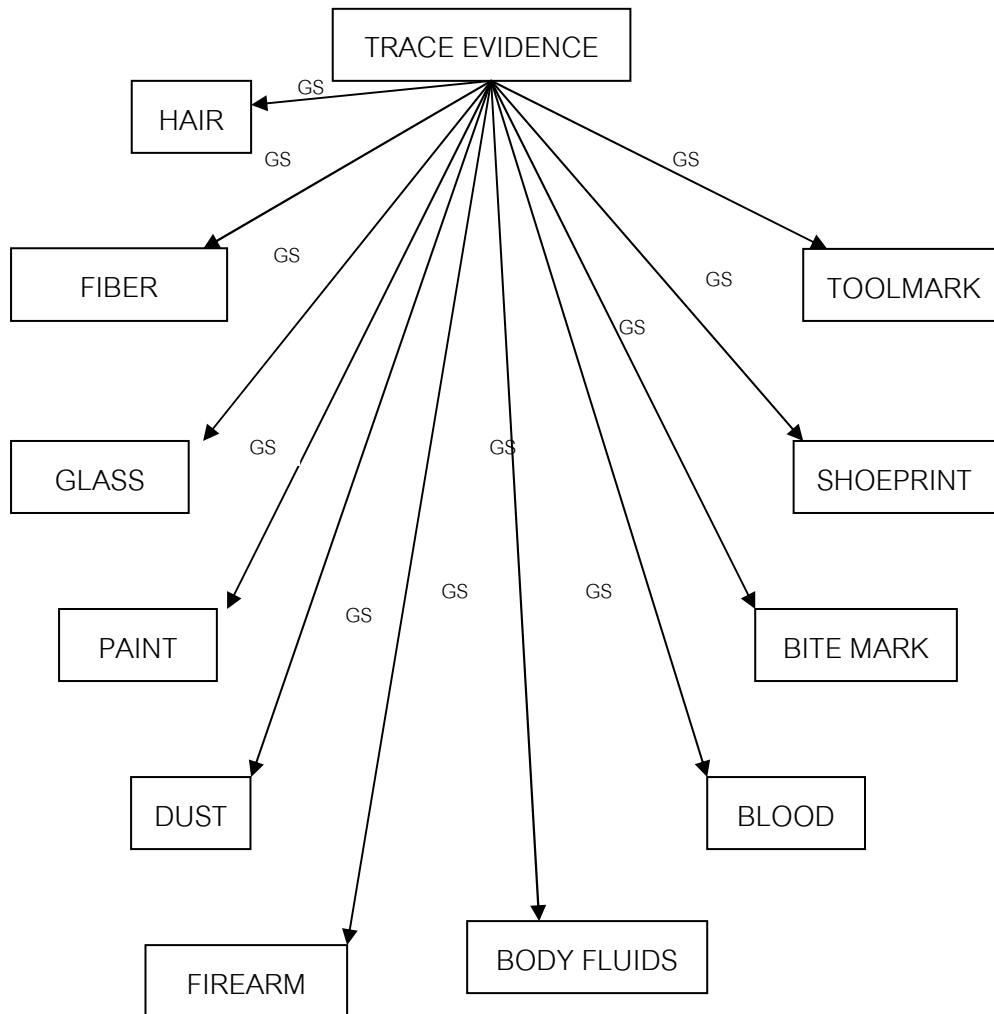 TRACE EVIDENCE
GS
HAIR
GS
GS
FIBER
GS
TOOLMARK
GS
GS
GLASS
GS
GS
SHOEPRINT
PAINT
GS
GS
GS
BITE MARK
DUST
BLOOD
FIREARM
BODY FLUIDS